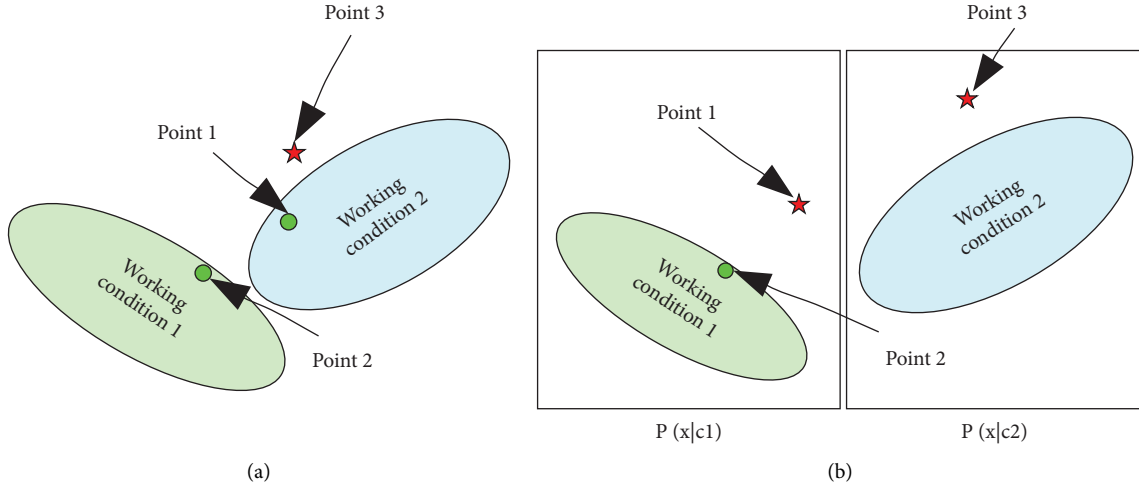 Point 3
Point 1
Working
condition 2
Working
condition 1
Point 2
(a)
Point 3
Point 1
Working
condition 2
Working
condition 1
Point 2
P (x|c1)
P (x|c2)
(b)